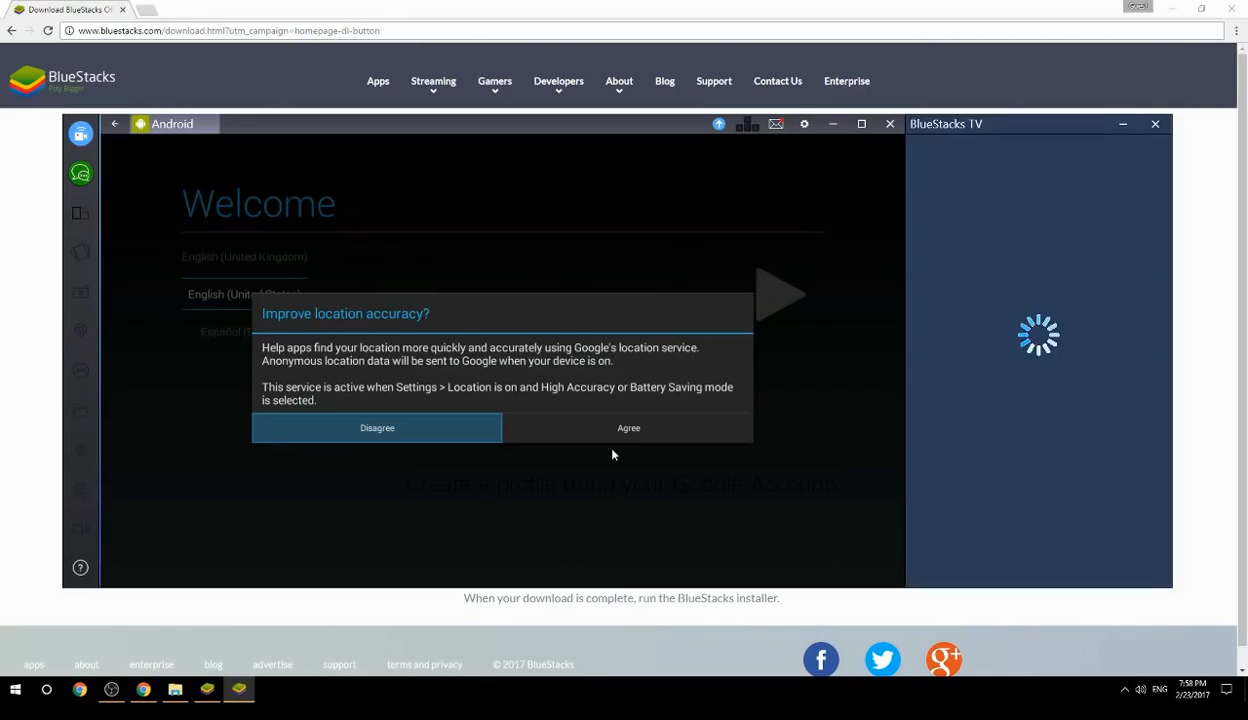 Download BlueStacks Of
Guest
www.bluestacks.com/download.html?utm_campaign=homepage-dl-button
BlueStacks
Play Bigger
Apps
Streaming
Gamers
Developers
About
Blog
Support
Contact Us
Enterprise
Android
BlueStacks TV
Welcome
English (United Kingdom)
English (United States)
Español (
Improve location accuracy?
Help apps find your location more quickly and accurately using Google's location service.
Anonymous location data will be sent to Google when your device is on.
This service is active when Settings > Location is on and High Accuracy or Battery Saving mode
is selected.
Disagree
Agree
Create a profile using your Google Accounts
When your download is complete, run the BlueStacks installer.
apps
about
enterprise
blog
advertise
support
terms and privacy
© 2017 BlueStacks
ENG
7:58 PM
2/23/2017